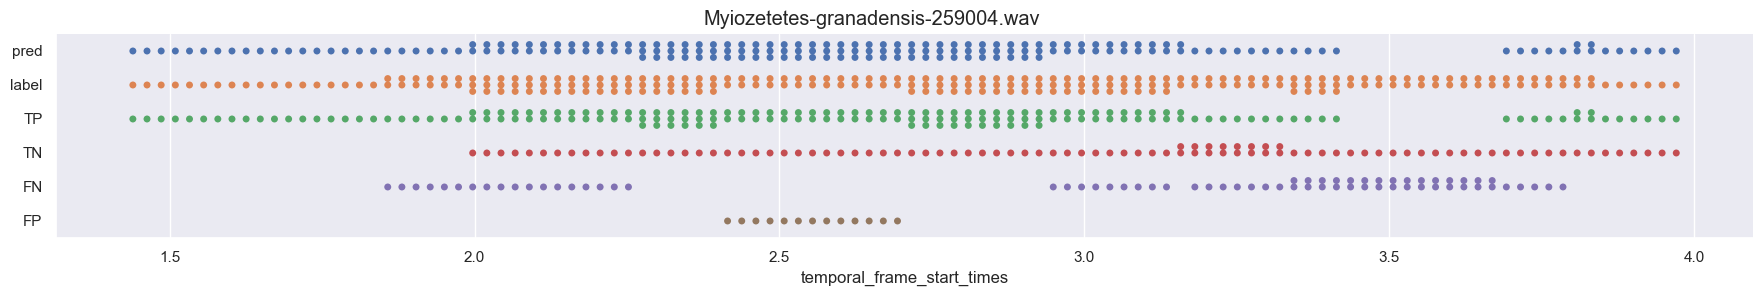 Myiozetetes-granadensis-259004.wav
pred
label
TP
TN
FN
FP
1.5 2.0 2.5 3.0 3.5 4.0
temporal_frame_start_times